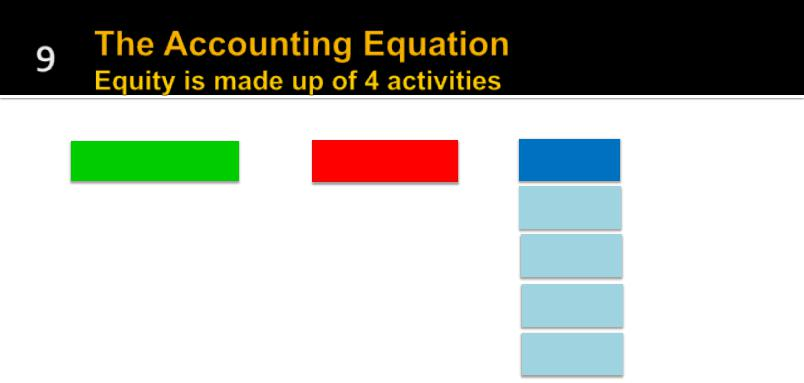 9
The Accounting Equation
Equity is made up of 4 activities